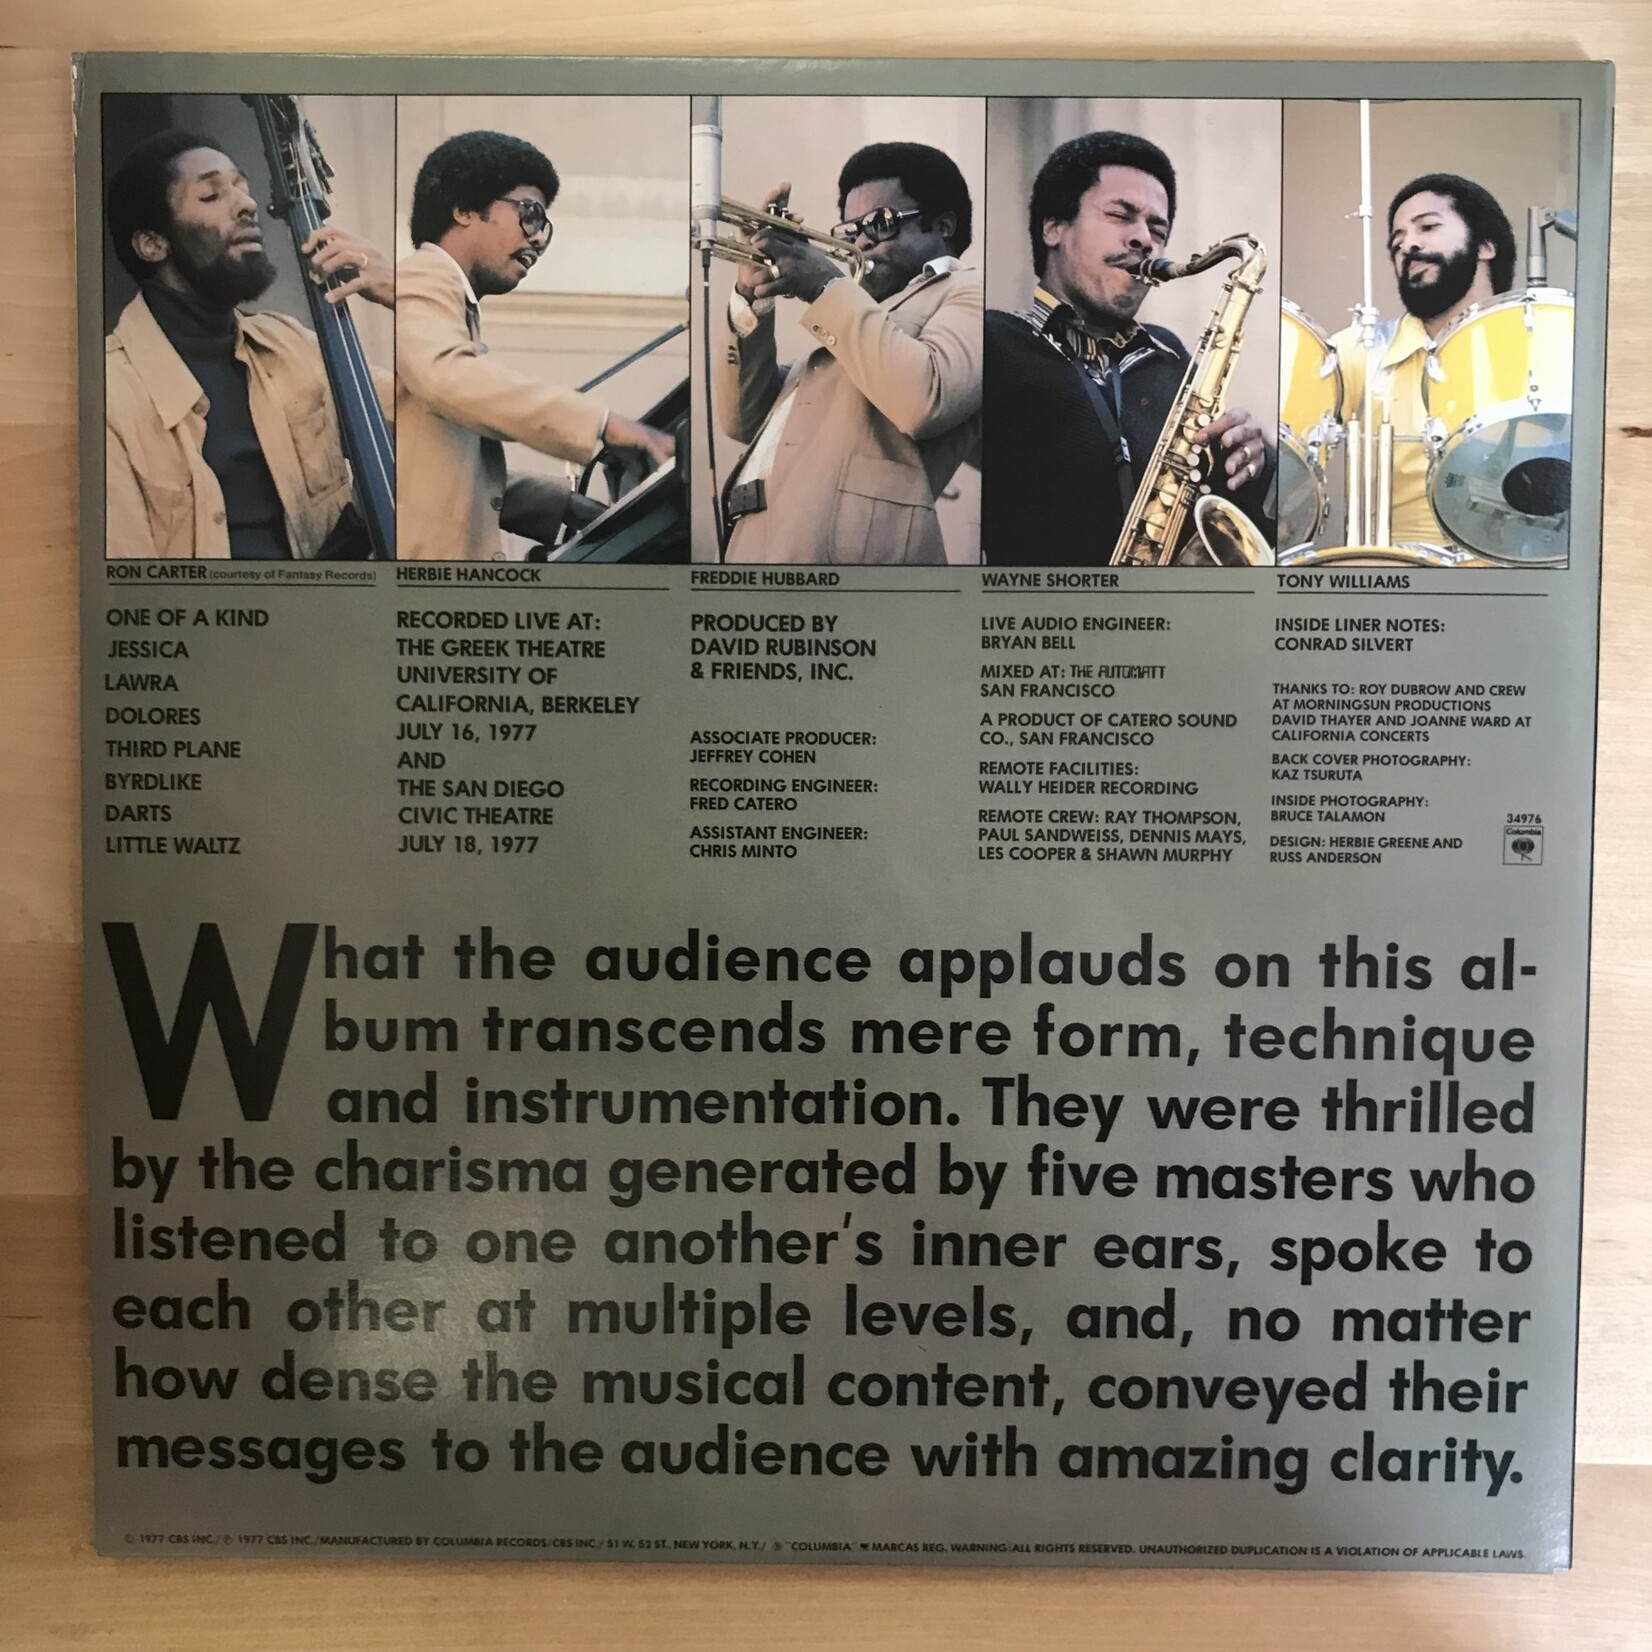 RON CARTER (courtesy of Fantasy Records)
ONE OF A KIND
JESSICA
LAWRA
DOLORES
THIRD PLANE
BYRDLIKE
DARTS
LITTLE WALTZ
HERBIE HANCOCK
RECORDED LIVE AT:
THE GREEK THEATRE
UNIVERSITY OF
CALIFORNIA, BERKELEY
JULY 16, 1977
AND
THE SAN DIEGO
CIVIC THEATRE
JULY 18, 1977
FREDDIE HUBBARD
PRODUCED BY
DAVID RUBINSON
& FRIENDS, INC.
ASSOCIATE PRODUCER:
JEFFREY COHEN
RECORDING ENGINEER:
FRED CATERO
ASSISTANT ENGINEER:
CHRIS MINTO
WAYNE SHORTER
LIVE AUDIO ENGINEER:
BRYAN BELL
MIXED AT: THE AUTOMATT
SAN FRANCISCO
A PRODUCT OF CATERO SOUND
CO., SAN FRANCISCO
REMOTE FACILITIES:
WALLY HEIDER RECORDING
REMOTE CREW: RAY THOMPSON,
PAUL SANDWEISS, DENNIS MAYS,
LES COOPER & SHAWN MURPHY
TONY WILLIAMS
INSIDE LINER NOTES:
CONRAD SILVERT
THANKS TO: ROY DUBROW AND CREW
AT MORNINGSUN PRODUCTIONS
DAVID THAYER AND JOANNE WARD AT
CALIFORNIA CONCERTS
BACK COVER PHOTOGRAPHY:
KAZ TSURUTA
INSIDE PHOTOGRAPHY:
BRUCE TALAMON
DESIGN: HERBIE GREENE AND
RUSS ANDERSON
34976
Columbia
What the audience applauds on this al-
bum transcends mere form, technique
and instrumentation. They were thrilled
by the charisma generated by five masters who
listened to one another's inner ears, spoke to
each other at multiple levels, and, no matter
how dense the musical content, conveyed their
messages to the audience with amazing clarity.
© 1977 CBS INC./ ℗ 1977 CBS INC./MANUFACTURED BY COLUMBIA RECORDS/CBS INC./ 51 W. 52 ST., NEW YORK, N.Y./ ® "COLUMBIA" MARCAS REG. WARNING: ALL RIGHTS RESERVED. UNAUTHORIZED DUPLICATION IS A VIOLATION OF APPLICABLE LAWS.